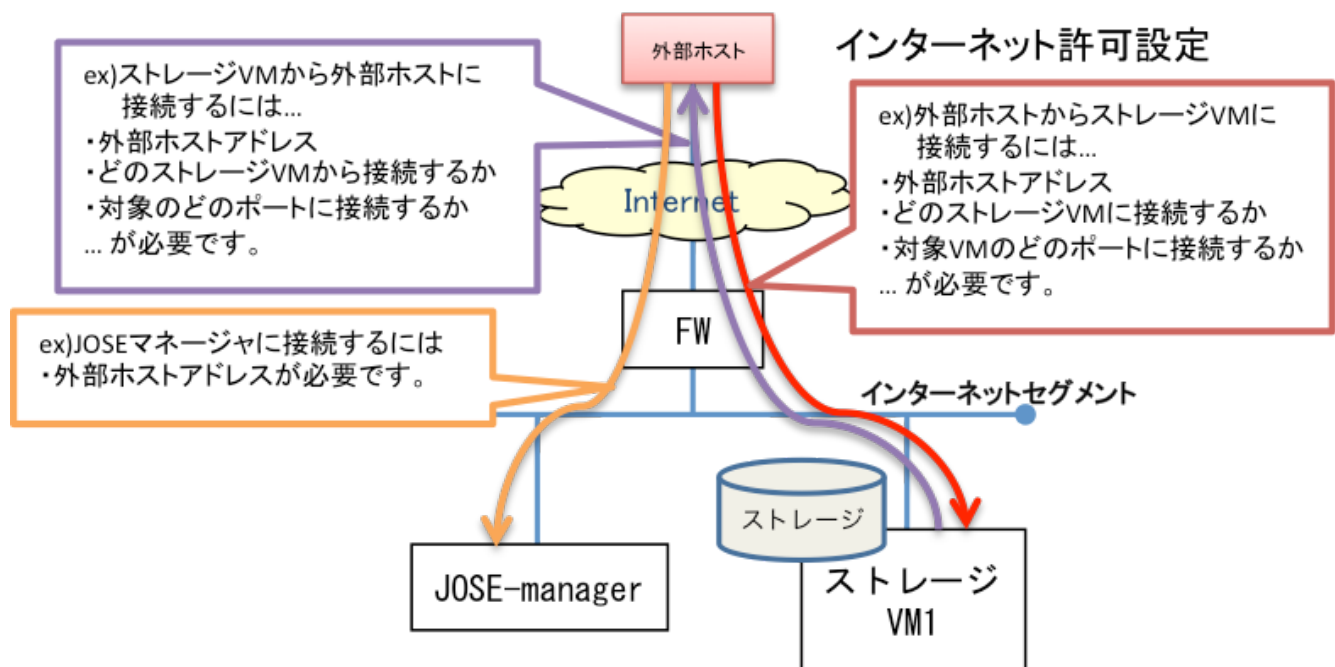 外部ホスト
インターネット許可設定
ex)ストレージVMから外部ホストに
接続するには…
・外部ホストアドレス
・どのストレージVMから接続するか
・対象のどのポートに接続するか
… が必要です。
ex)外部ホストからストレージVMに
接続するには…
・外部ホストアドレス
・どのストレージVMに接続するか
・対象VMのどのポートに接続するか
… が必要です。
Internet
FW
ex)JOSEマネージャに接続するには
・外部ホストアドレスが必要です。
インターネットセグメント
ストレージ
JOSE-manager
ストレージ
VM1